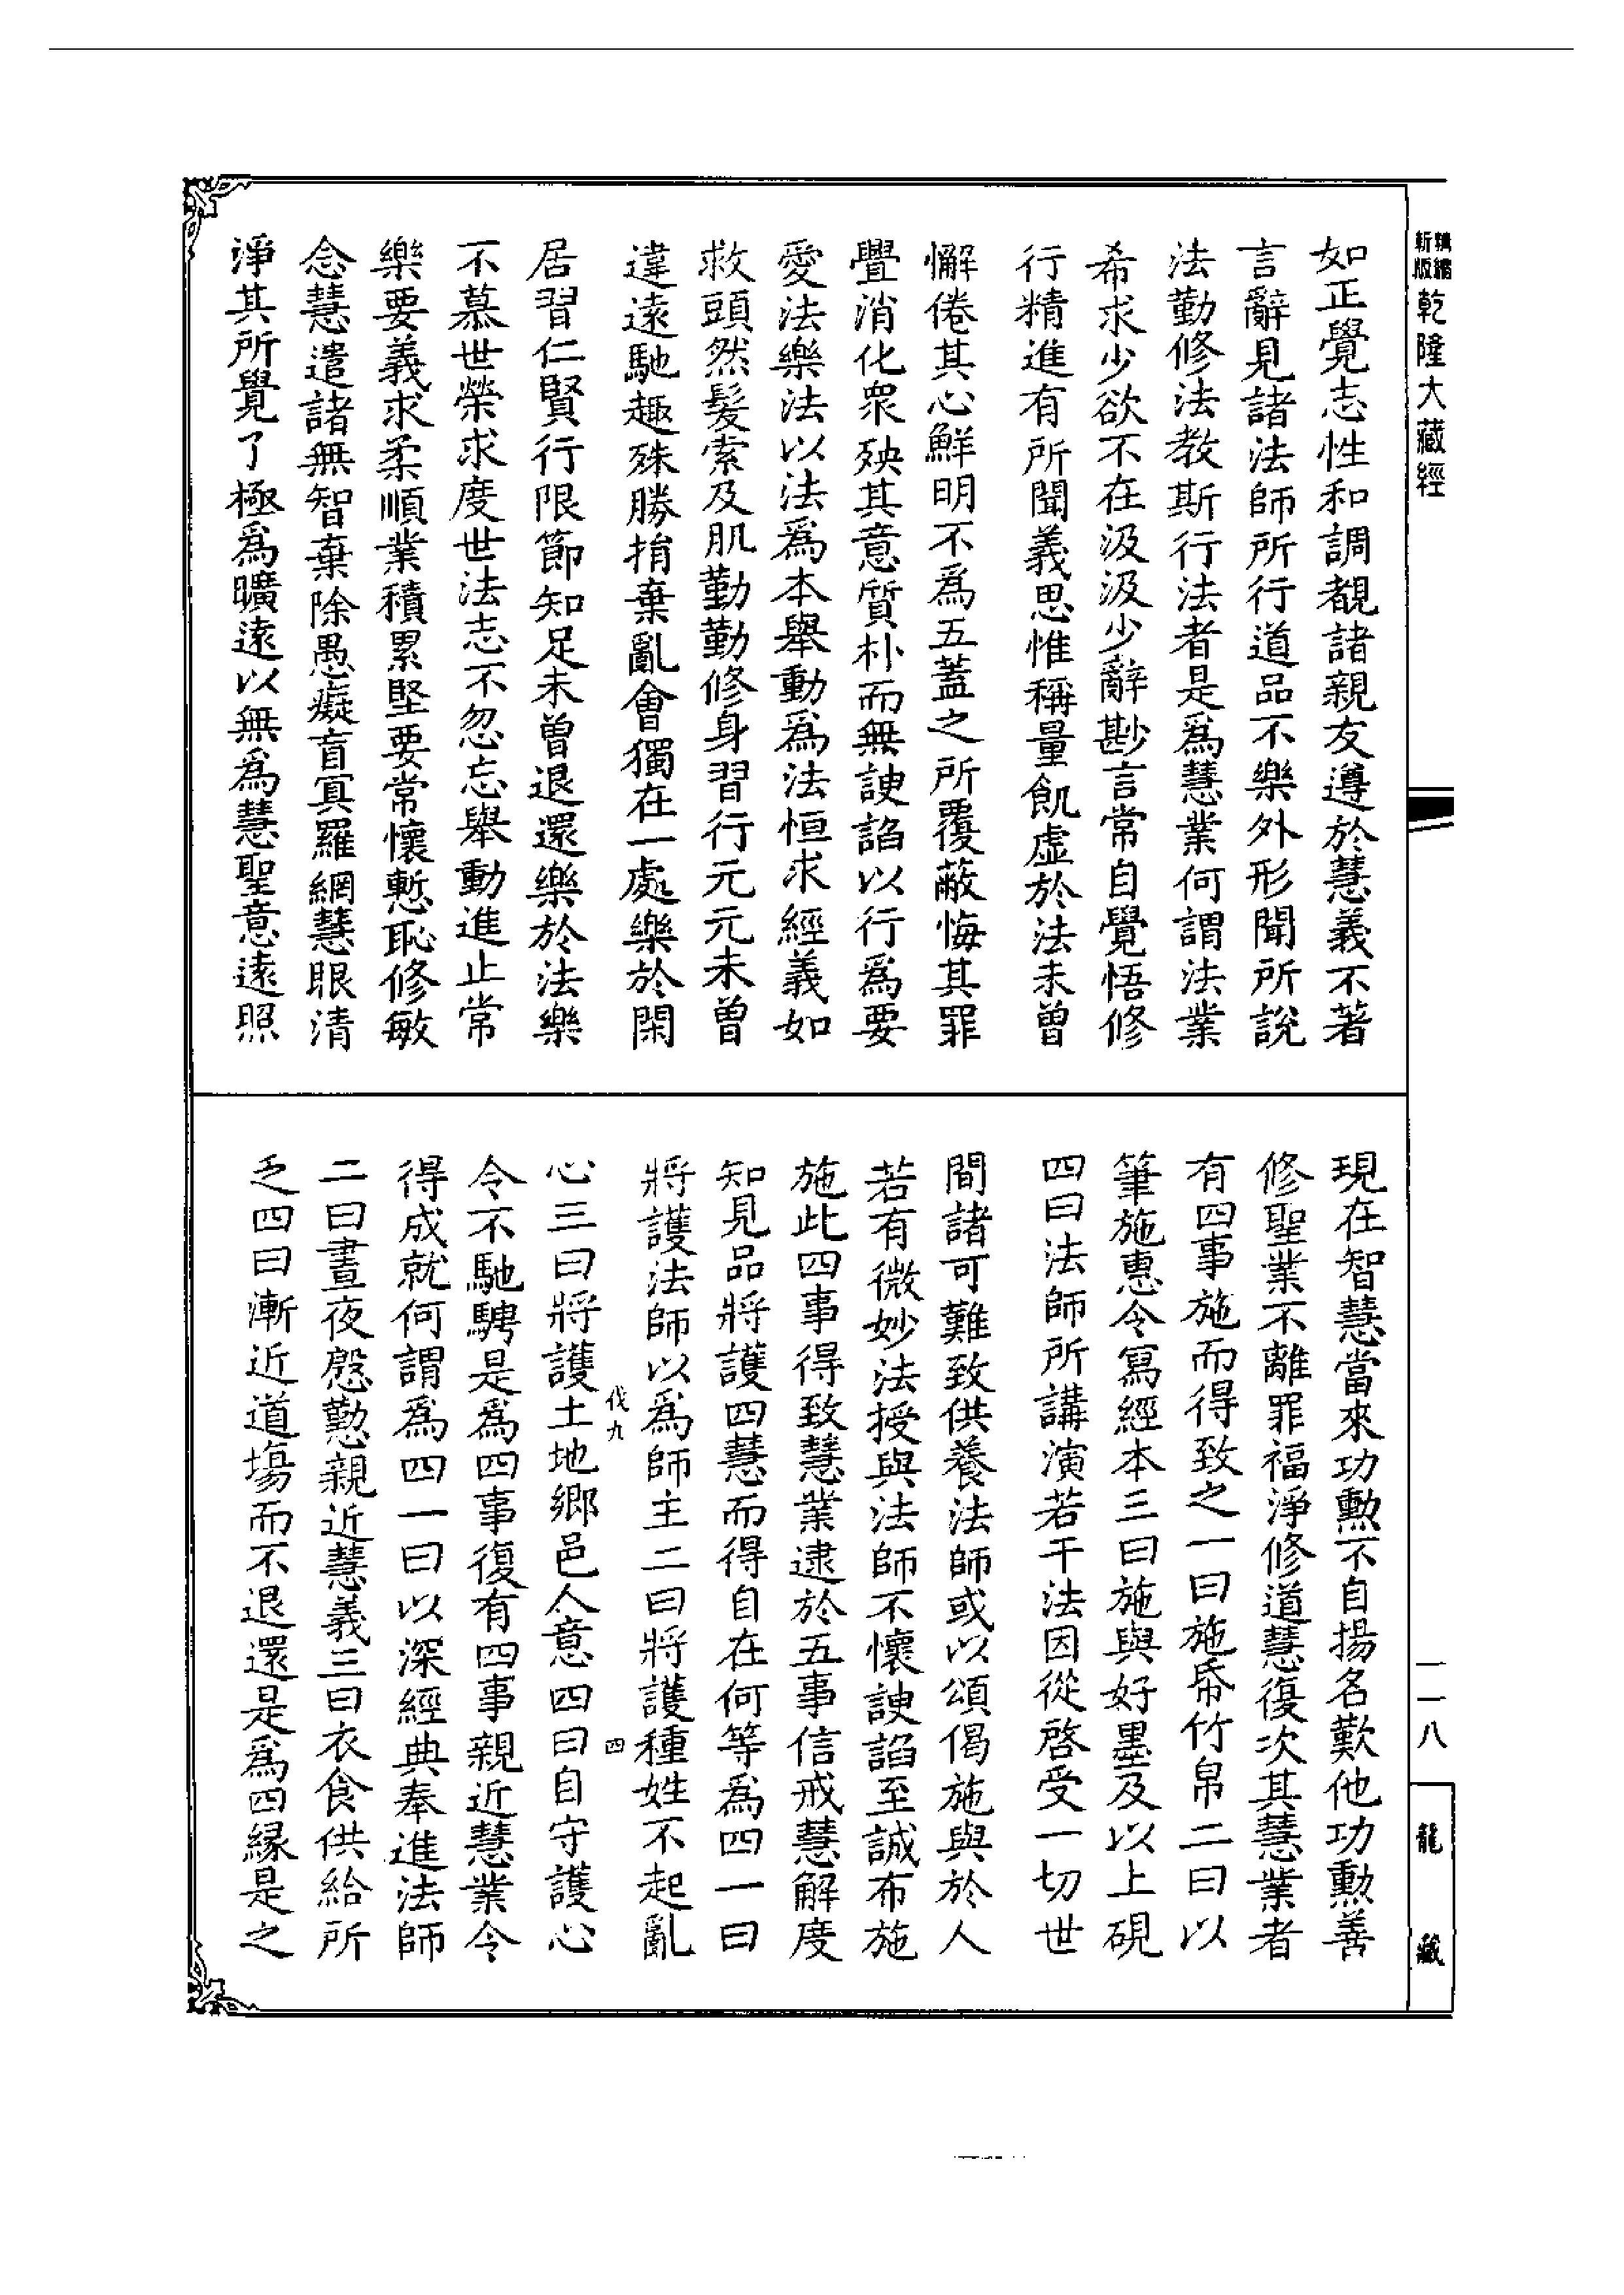 新版
精縮
乾隆大藏經
一一八
龍藏
如正覺志性和調覩諸親友遵於慧義不著
言辭見諸法師所行道品不樂外形聞所說
法勤修法教斯行法者是爲慧業何謂法業
希求少欲不在汲汲少辭尠言常自覺悟修
行精進有所聞義思惟稱量飢虛於法未曾
懈倦其心鮮明不爲五蓋之所覆蔽悔其罪
舋消化衆殃其意質朴而無諛諂以行爲要
愛法樂法以法爲本舉動爲法恒求經義如
救頭然髮索及肌勤勤修身習行元元未曾
違遠馳趣殊勝捐棄亂會獨在一處樂於閑
居習仁賢行限節知足未曾退還樂於法樂
不慕世榮求度世法志不忽忘舉動進止常
樂要義求柔順業積累堅要常懷慙恥修敏
念慧遣諸無智棄除愚癡盲冥羅網慧眼清
淨其所覺了極爲曠遠以無爲慧聖意遠照
現在智慧當來功勳不自揚名歎他功勳善
修聖業不離罪福淨修道慧復次其慧業者
有四事施而得致之一曰施帋竹帛二曰以
筆施惠令寫經本三曰施與好墨及以上硯
四曰法師所講演若干法因從啓受一切世
間諸可難致供養法師或以頌偈施與於人
若有微妙法授與法師不懷諛諂至誠布施
施此四事得致慧業逮於五事信戒慧解度
知見品將護四慧而得自在何等爲四一曰
將護法師以爲師主二曰將護種姓不起亂
伐九
四
心三曰將護土地鄉邑人意四曰自守護心
令不馳騁是爲四事復有四事親近慧業令
得成就何謂爲四一曰以深經典奉進法師
二曰晝夜慇懃親近慧義三曰衣食供給所
乏四曰漸近道場而不退還是爲四緣是之